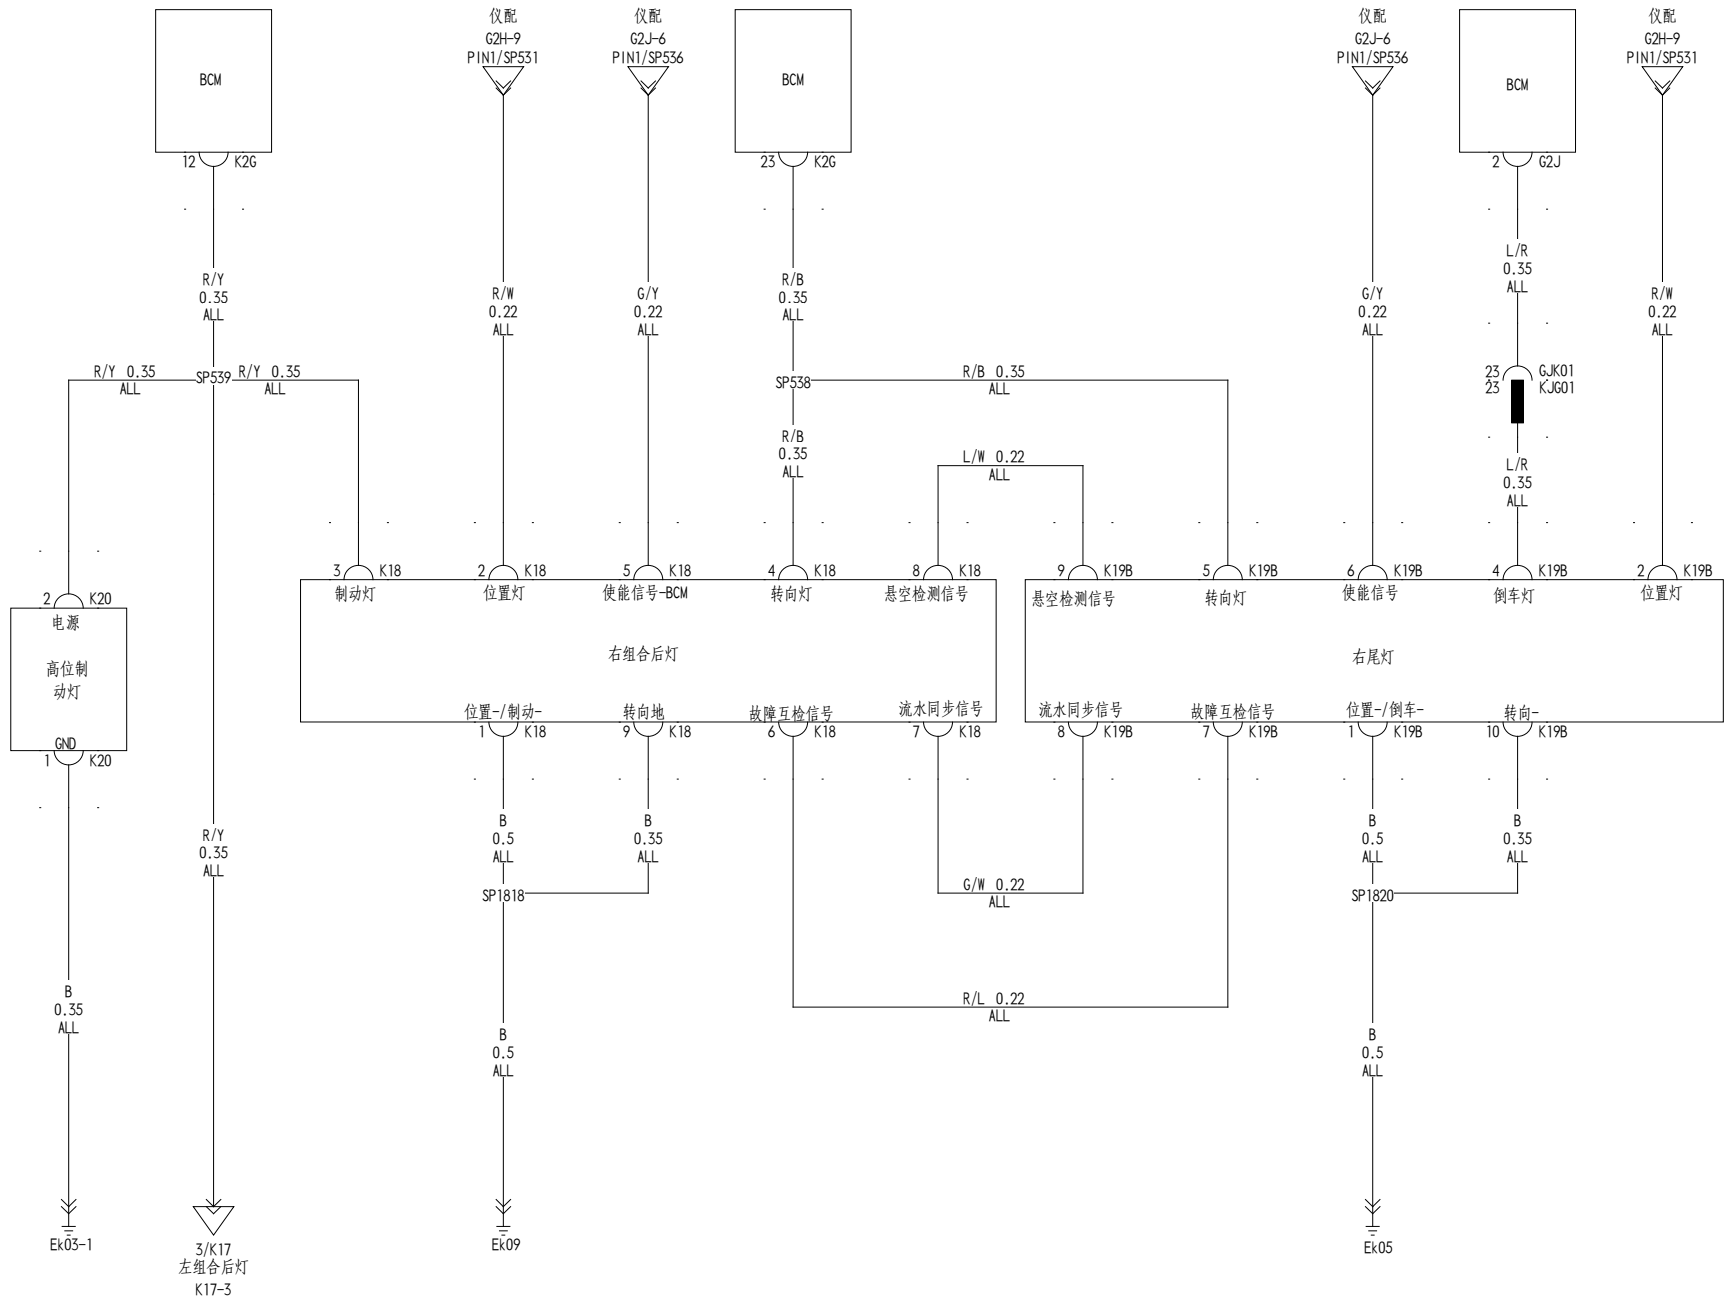 仪配
仪配
仪配
仪配
G2H-9
G2J-6
G2J-6
G2H-9
PIN1/SP531
PIN1/SP536
PIN1/SP536
PIN1/SP531
BCM
BCM
BCM
12 K2G
23 K2G
2 G2J
R/Y
0.35
ALL
R/W
0.22
ALL
G/Y
0.22
ALL
R/B
0.35
ALL
G/Y
0.22
ALL
L/R
0.35
ALL
R/W
0.22
ALL
R/Y 0.35
ALL
SP539
R/Y 0.35
ALL
SP538
R/B 0.35
ALL
23 GJK01
23 KJG01
R/B
0.35
ALL
L/W 0.22
ALL
L/R
0.35
ALL
3 K18
制动灯
2 K18
位置灯
5 K18
使能信号-BCM
4 K18
转向灯
8 K18
悬空检测信号
9 K19B
悬空检测信号
5 K19B
转向灯
6 K19B
使能信号
4 K19B
倒车灯
2 K19B
位置灯
2 K20
电源
高位制
动灯
GND
1 K20
右组合后灯
右尾灯
位置-/制动-
1 K18
转向地
9 K18
故障互检信号
6 K18
流水同步信号
7 K18
流水同步信号
8 K19B
故障互检信号
7 K19B
位置-/倒车-
1 K19B
转向-
10 K19B
R/Y
0.35
ALL
B
0.5
ALL
B
0.35
ALL
B
0.5
ALL
B
0.35
ALL
SP1818
G/W 0.22
ALL
SP1820
B
0.35
ALL
R/L 0.22
ALL
B
0.5
ALL
B
0.5
ALL
Ek03-1
3/K17
左组合后灯
K17-3
Ek09
Ek05